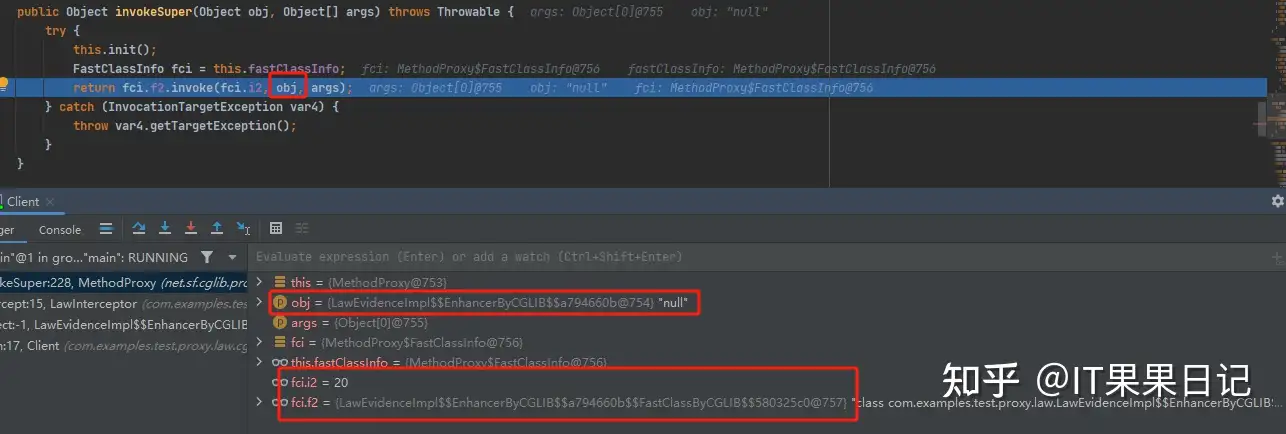 public Object invokeSuper(Object obj, Object[] args) throws Throwable {   args: Object[0]@755    obj: "null"
try {
this.init();
FastClassInfo fci = this.fastClassInfo;   fci: MethodProxy$FastClassInfo@756    fastClassInfo: MethodProxy$FastClassInfo@756
return fci.f2.invoke(fci.i2, obj, args);   args: Object[0]@755    obj: "null"    fci: MethodProxy$FastClassInfo@756
} catch (InvocationTargetException var4) {
throw var4.getTargetException();
}
}
Client
ger   Console
in"@1 in gro..."main": RUNNING
Evaluate expression (Enter) or add a watch (Ctrl+Shift+Enter)
keSuper:228, MethodProxy (net.sf.cglib.pro
rcept:15, LawInterceptor (com.examples.test
ect:-1, LawEvidenceImpl$$EnhancerByCGLIB
n:17, Client (com.examples.test.proxy.law.cg
this = {MethodProxy@753}
obj = {LawEvidenceImpl$$EnhancerByCGLIB$$a794660b@754} "null"
args = {Object[0]@755}
fci = {MethodProxy$FastClassInfo@756}
this.fastClassInfo = {MethodProxy$FastClassInfo@756}
fci.i2 = 20
fci.f2 = {LawEvidenceImpl$$EnhancerByCGLIB$$a794660b$$FastClassByCGLIB$$580325c0@757} "class com.examples.test.proxy.law.LawEvidenceImpl$$EnhancerByCGLIB$
知乎 @IT果果日记